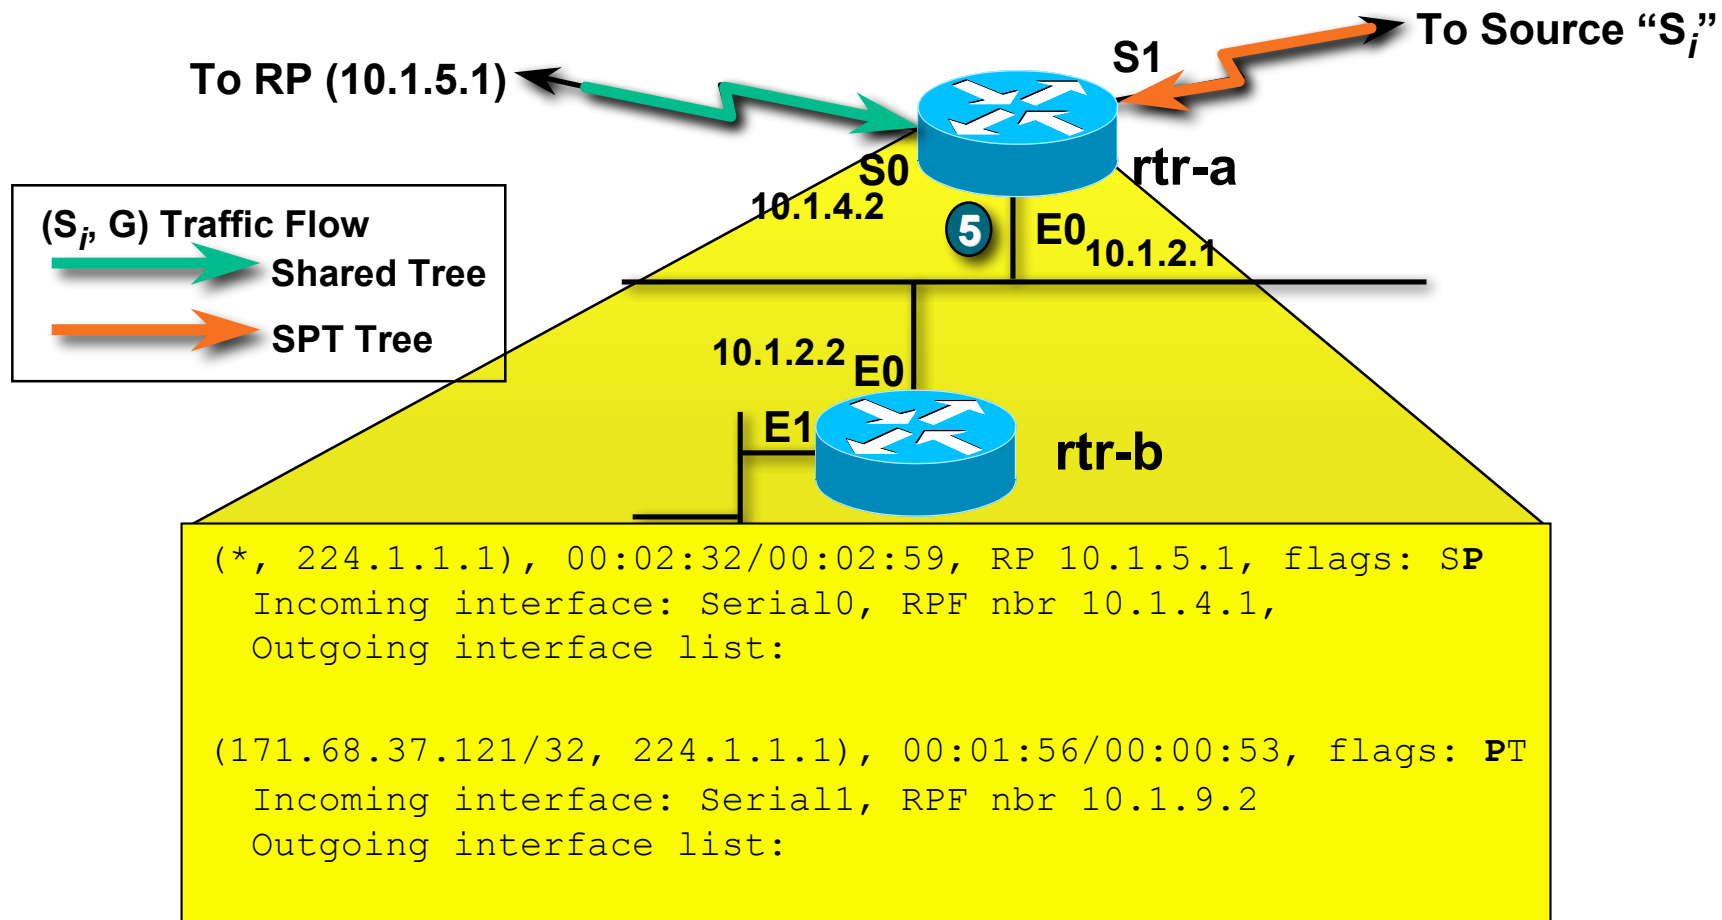 To Source “Si”
S1
To RP (10.1.5.1)
rtr-a
S0
10.1.4.2
5
E0
10.1.2.1
(Si, G) Traffic Flow
Shared Tree
SPT Tree
10.1.2.2
E0
E1
rtr-b
(*, 224.1.1.1), 00:02:32/00:02:59, RP 10.1.5.1, flags: SP
Incoming interface: Serial0, RPF nbr 10.1.4.1,
Outgoing interface list:
(171.68.37.121/32, 224.1.1.1), 00:01:56/00:00:53, flags: PT
Incoming interface: Serial1, RPF nbr 10.1.9.2
Outgoing interface list: